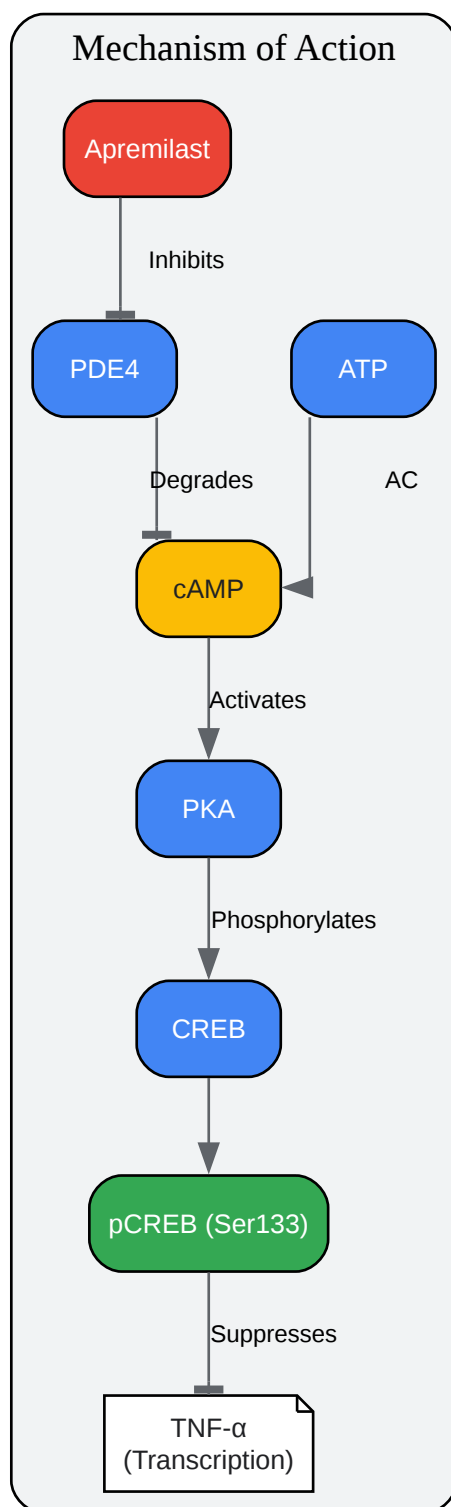 Mechanism of Action
Apremilast
Inhibits
PDE4
ATP
Degrades
AC
cAMP
Activates
PKA
Phosphorylates
CREB
pCREB (Ser133)
Suppresses
TNF-α
(Transcription)